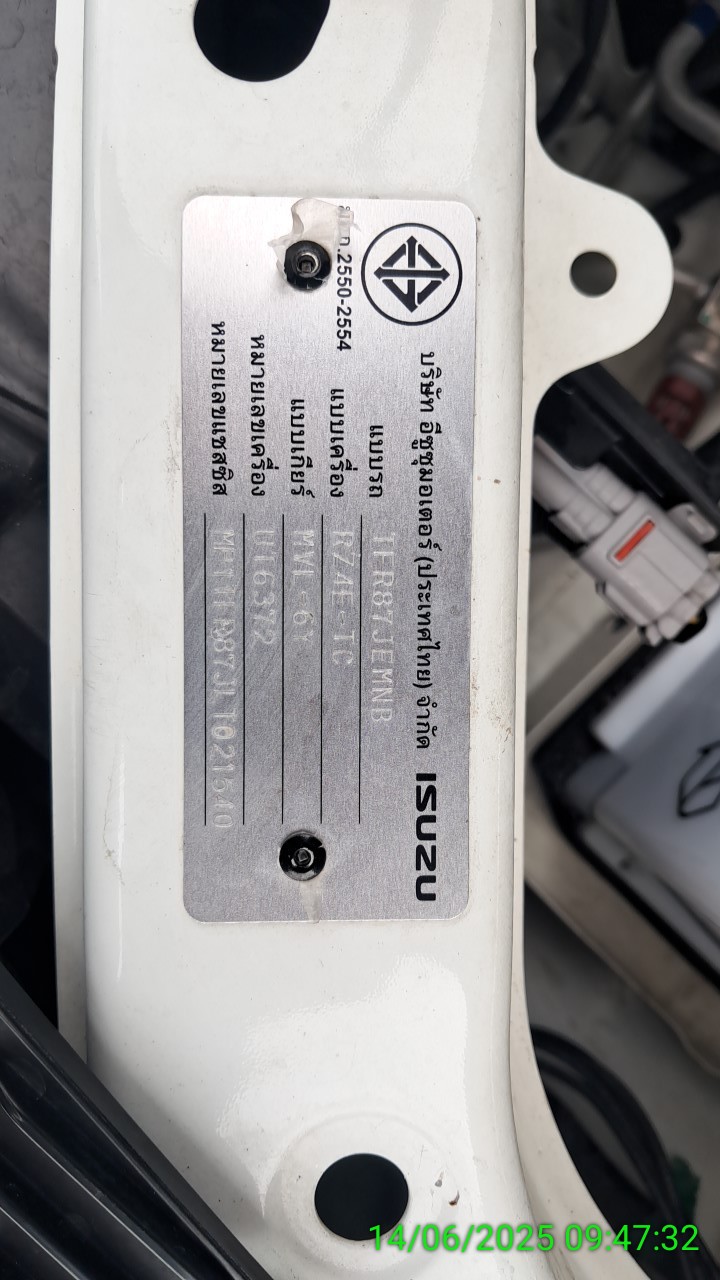 มอก.2550-2554
บริษัท อีซูซุมอเตอร์ (ประเทศไทย) จำกัด ISUZU
แบบรถ TFR87JEMNB
แบบเครื่อง RZ4E-TC
แบบเกียร์ MVL-6Y
หมายเลขเครื่อง UT6372
หมายเลขแชสซิส MP1TFR87JLT021540
14/06/2025 09:47:32